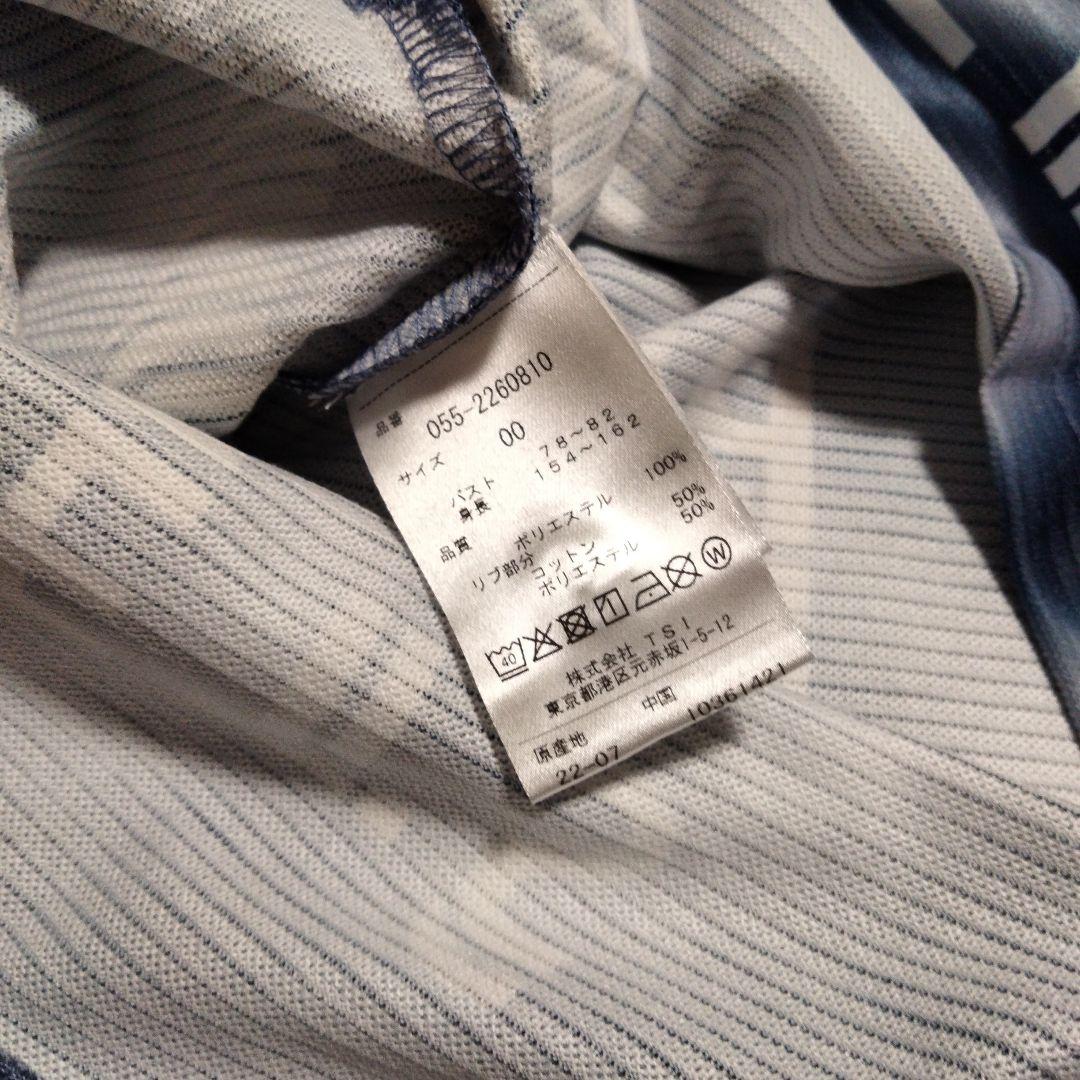 品番 055-2260810
サイズ 00
バスト 78～82
身長 154～162
品質 ポリエステル 100%
リブ部分 コットン 50%
ポリエステル 50%
40 W
株式会社 TSI
東京都港区元赤坂1-5-12
原産地 中国
22-07 10361421